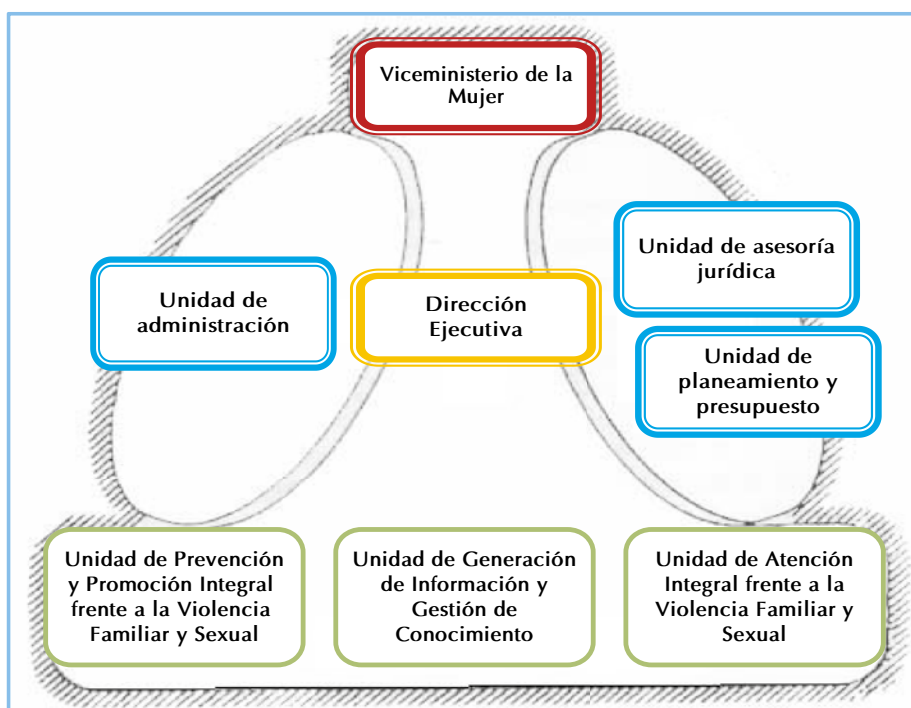 Viceministerio de la
Mujer
Unidad de
administración
Dirección
Ejecutiva
Unidad de asesoría
jurídica
Unidad de
planeamiento y
presupuesto
Unidad de Prevención
y Promoción Integral
frente a la Violencia
Familiar y Sexual
Unidad de Generación
de Información y
Gestión de
Conocimiento
Unidad de Atención
Integral frente a la
Violencia Familiar y
Sexual